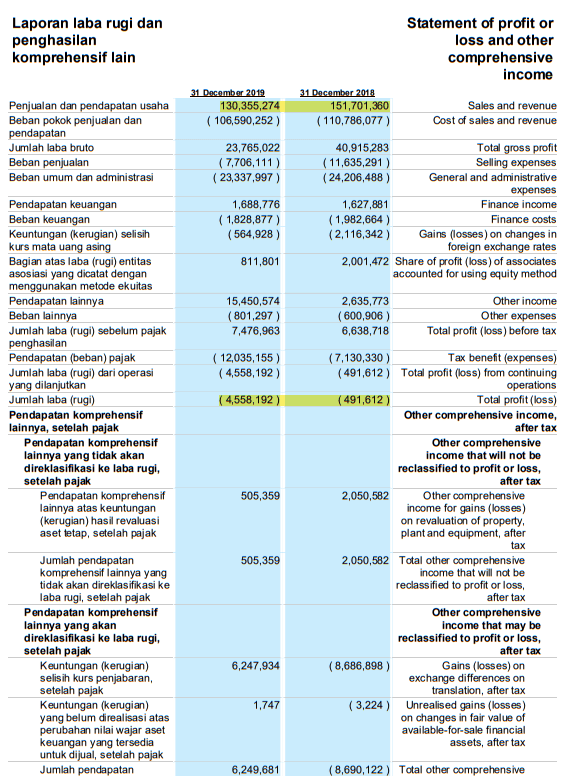 Laporan laba rugi dan
penghasilan
komprehensif lain
Statement of profit or
loss and other
comprehensive
income
31 December 2019 31 December 2018
Penjualan dan pendapatan usaha 130,355,274 151,701,360 Sales and revenue
Beban pokok penjualan dan
pendapatan
( 106,590,252 ) ( 110,786,077 ) Cost of sales and revenue
Jumlah laba bruto 23,765,022 40,915,283 Total gross profit
Beban penjualan ( 7,706,111 ) ( 11,635,291 ) Selling expenses
Beban umum dan administrasi ( 23,337,997 ) ( 24,206,488 ) General and administrative
expenses
Pendapatan keuangan 1,688,776 1,627,881 Finance income
Beban keuangan ( 1,828,877 ) ( 1,982,664 ) Finance costs
Keuntungan (kerugian) selisih
kurs mata uang asing
( 564,928 ) ( 2,116,342 ) Gains (losses) on changes in
foreign exchange rates
Bagian atas laba (rugi) entitas
asosiasi yang dicatat dengan
menggunakan metode ekuitas
811,801 2,001,472 Share of profit (loss) of associates
accounted for using equity method
Pendapatan lainnya 15,450,574 2,635,773 Other income
Beban lainnya ( 801,297 ) ( 600,906 ) Other expenses
Jumlah laba (rugi) sebelum pajak
penghasilan
7,476,963 6,638,718 Total profit (loss) before tax
Pendapatan (beban) pajak ( 12,035,155 ) ( 7,130,330 ) Tax benefit (expenses)
Jumlah laba (rugi) dari operasi
yang dilanjutkan
( 4,558,192 ) ( 491,612 ) Total profit (loss) from continuing
operations
Jumlah laba (rugi) ( 4,558,192 ) ( 491,612 ) Total profit (loss)
Pendapatan komprehensif
lainnya, setelah pajak
Other comprehensive income,
after tax
Pendapatan komprehensif
lainnya yang tidak akan
direklasifikasi ke laba rugi,
setelah pajak
Other comprehensive
income that will not be
reclassified to profit or loss,
after tax
Pendapatan komprehensif
lainnya atas keuntungan
(kerugian) hasil revaluasi
aset tetap, setelah pajak
505,359 2,050,582 Other comprehensive
income for gains (losses)
on revaluation of property,
plant and equipment, after
tax
Jumlah pendapatan
komprehensif lainnya yang
tidak akan direklasifikasi ke
laba rugi, setelah pajak
505,359 2,050,582 Total other comprehensive
income that will not be
reclassified to profit or loss,
after tax
Pendapatan komprehensif
lainnya yang akan
direklasifikasi ke laba rugi,
setelah pajak
Other comprehensive
income that may be
reclassified to profit or loss,
after tax
Keuntungan (kerugian)
selisih kurs penjabaran,
setelah pajak
6,247,934 ( 8,686,898 ) Gains (losses) on
exchange differences on
translation, after tax
Keuntungan (kerugian)
yang belum direalisasi atas
perubahan nilai wajar aset
keuangan yang tersedia
untuk dijual, setelah pajak
1,747 ( 3,224 ) Unrealised gains (losses)
on changes in fair value of
available-for-sale financial
assets, after tax
Jumlah pendapatan 6,249,681 ( 8,690,122 ) Total other comprehensive